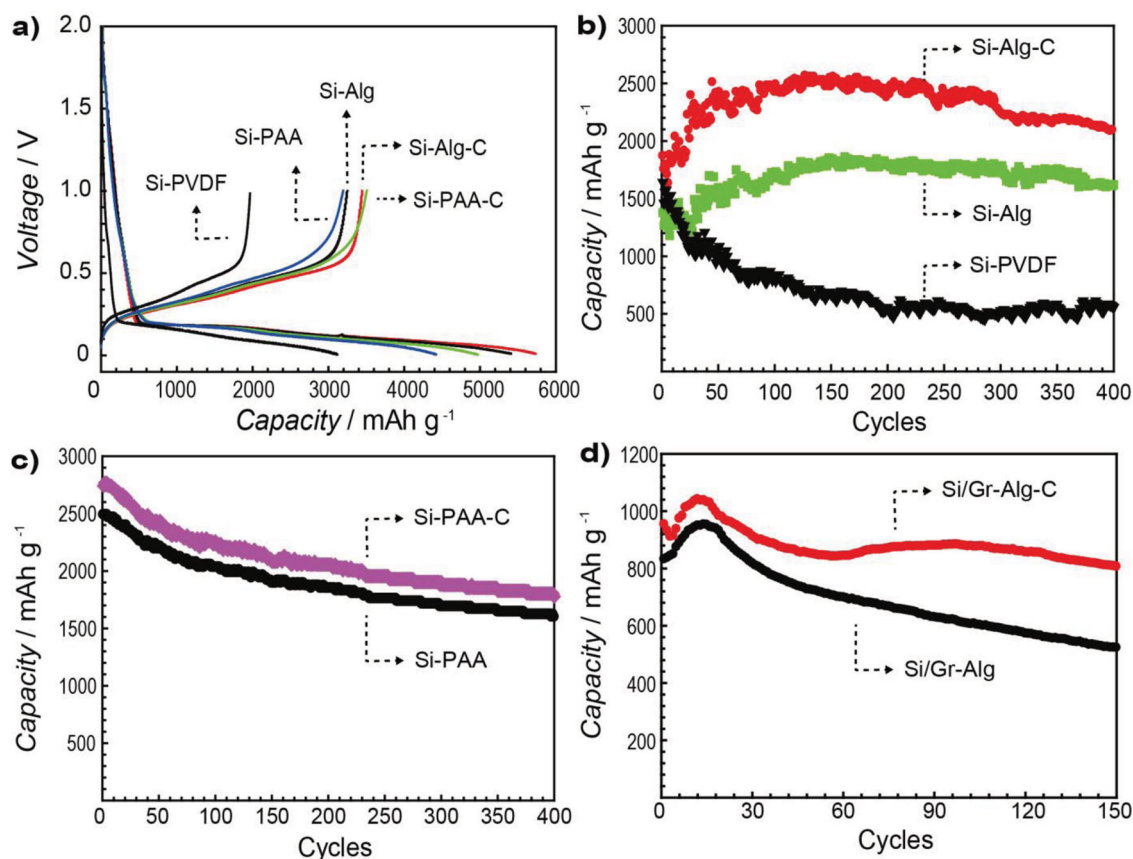 a)
2.0
1.5
1.0
0.5
0
Voltage / V
Si-PVDF
Si-PAA
Si-Alg
Si-Alg-C
Si-PAA-C
0
1000
2000
3000
4000
5000
6000
Capacity / mAh g⁻¹
b)
3000
2500
2000
1500
1000
500
Capacity / mAh g⁻¹
Si-Alg-C
Si-Alg
Si-PVDF
0
50
100
150
200
250
300
350
400
Cycles
c)
3000
2500
2000
1500
1000
500
Capacity / mAh g⁻¹
Si-PAA-C
Si-PAA
0
50
100
150
200
250
300
350
400
Cycles
d)
1200
1000
800
600
400
200
Capacity / mAh g⁻¹
Si/Gr-Alg-C
Si/Gr-Alg
0
30
60
90
120
150
Cycles